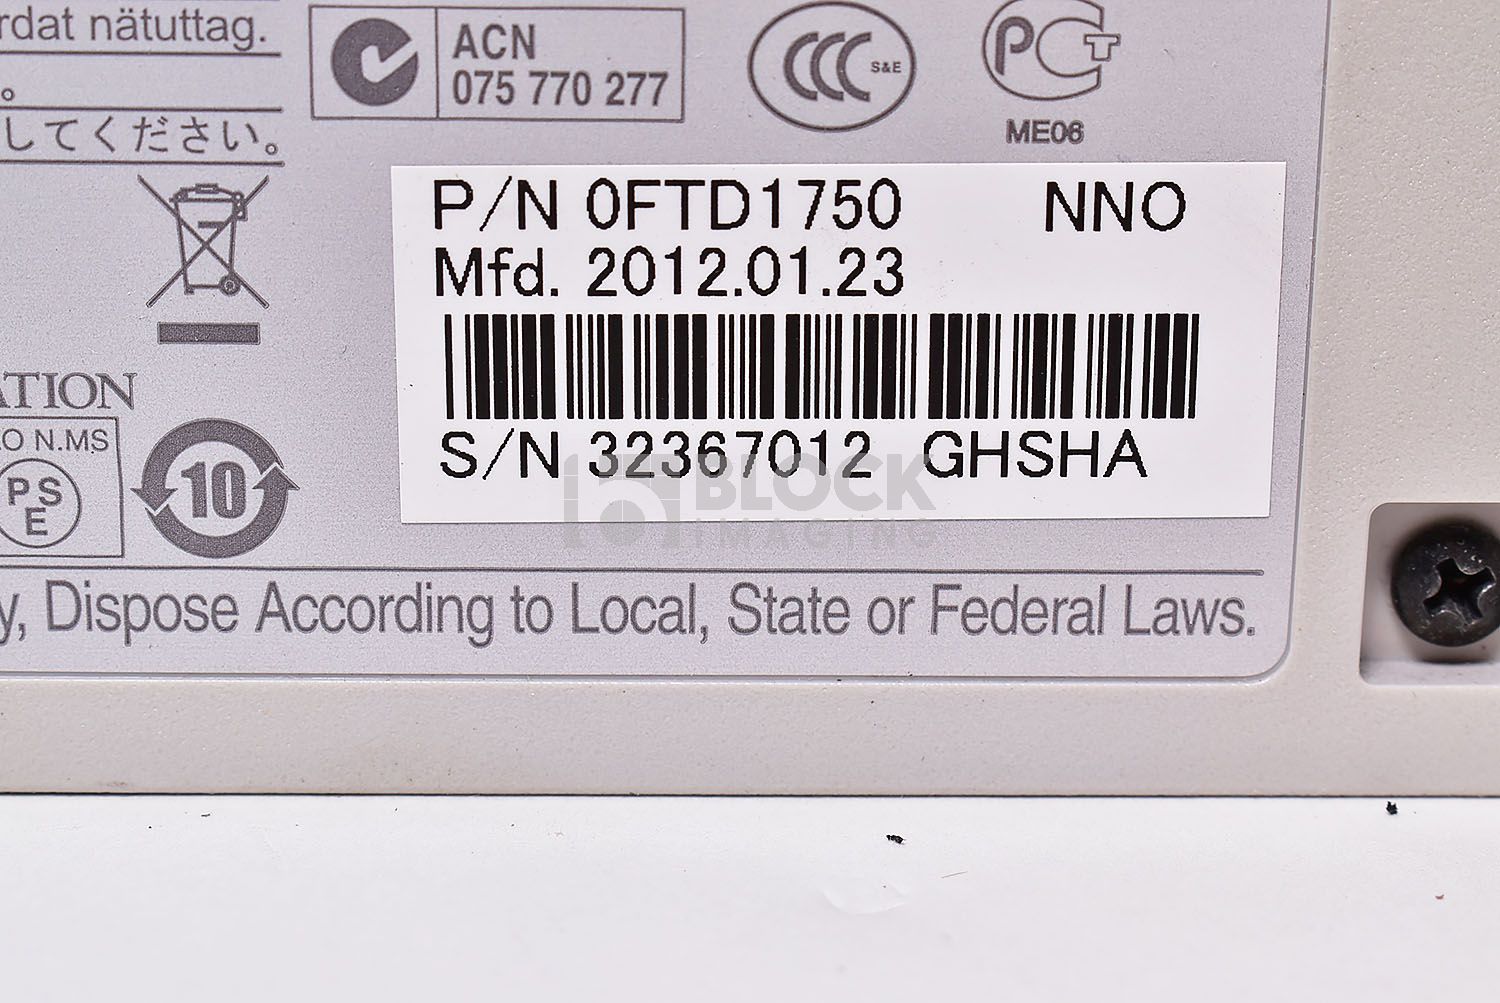 rdat nätuttag.
ACN
075 770 277
S&E
PCT
ME06
。
してください。
P/N 0FTD1750 NNO
Mfd. 2012.01.23
S/N 32367012 GHSHA
BLOCK
IMAGING
ATION
O N.MS
PS
E
10
y, Dispose According to Local, State or Federal Laws.